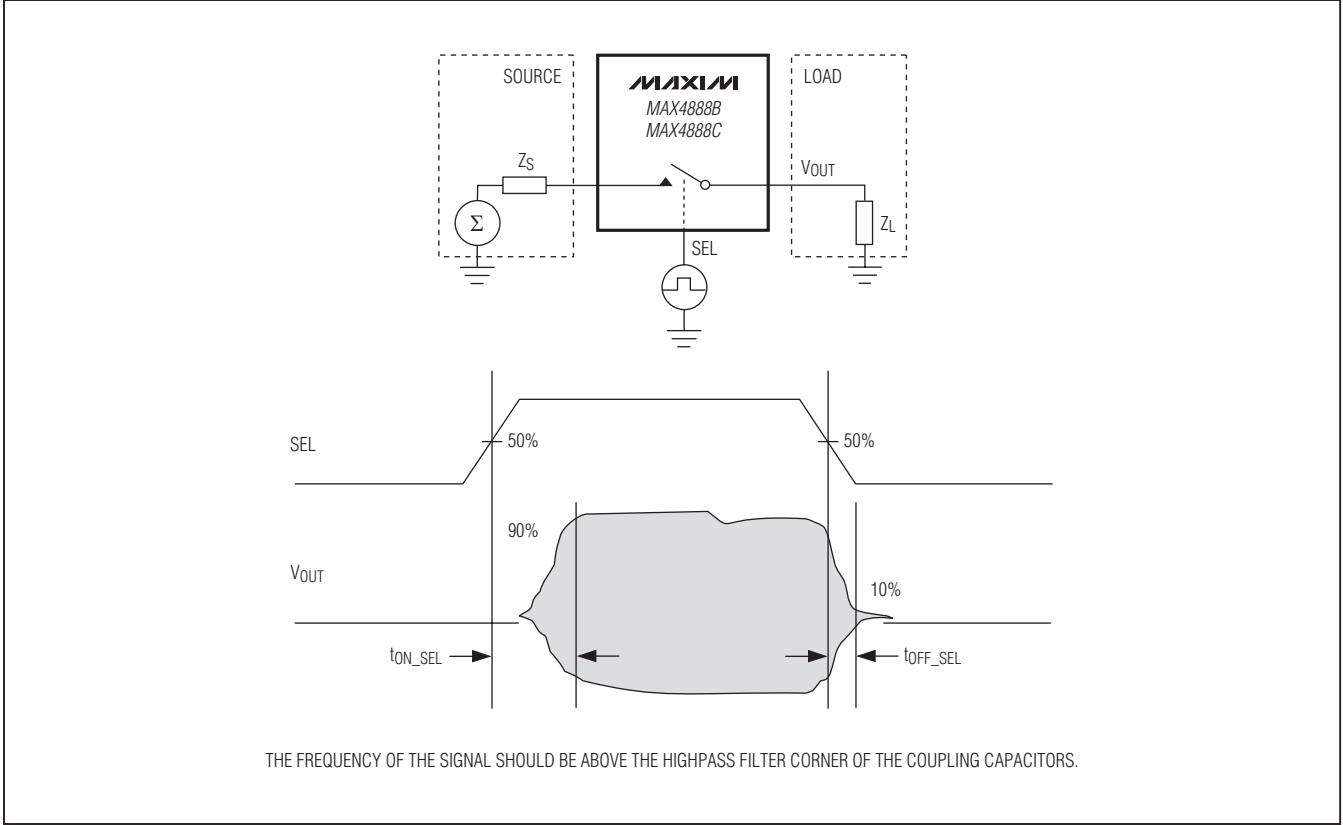 SOURCE
MAXIM
LOAD
MAX4888B
MAX4888C
ZS
VOUT
Σ
ZL
SEL
SEL
50%
50%
90%
VOUT
10%
tON_SEL
tOFF_SEL
THE FREQUENCY OF THE SIGNAL SHOULD BE ABOVE THE HIGHPASS FILTER CORNER OF THE COUPLING CAPACITORS.